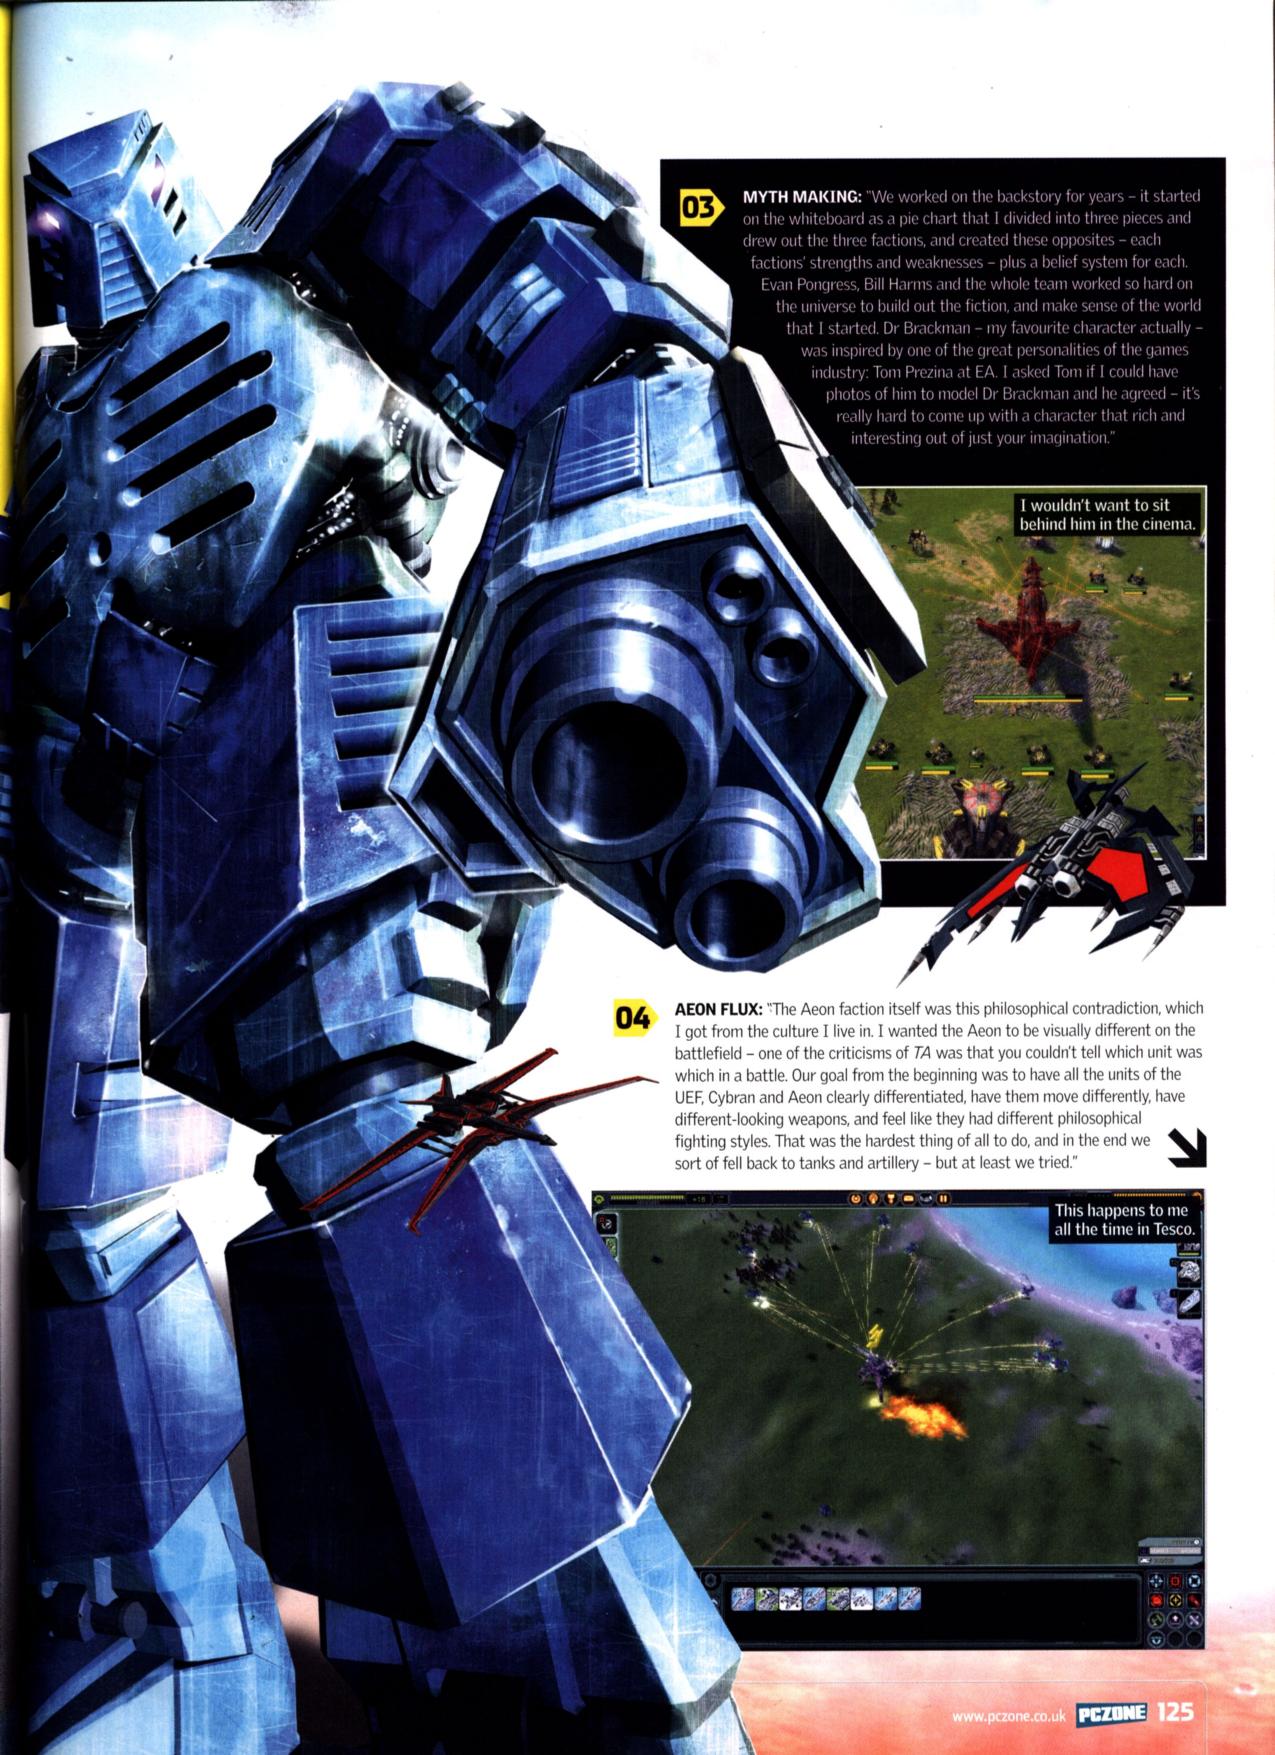 03
MYTH MAKING: “We worked on the backstory for years – it started
on the whiteboard as a pie chart that I divided into three pieces and
drew out the three factions, and created these opposites – each
factions’ strengths and weaknesses – plus a belief system for each.
Evan Pongress, Bill Harms and the whole team worked so hard on
the universe to build out the fiction, and make sense of the world
that I started. Dr Brackman – my favourite character actually –
was inspired by one of the great personalities of the games
industry: Tom Prezina at EA. I asked Tom if I could have
photos of him to model Dr Brackman and he agreed – it’s
really hard to come up with a character that rich and
interesting out of just your imagination.”
I wouldn’t want to sit
behind him in the cinema.
04
AEON FLUX: “The Aeon faction itself was this philosophical contradiction, which
I got from the culture I live in. I wanted the Aeon to be visually different on the
battlefield – one of the criticisms of TA was that you couldn’t tell which unit was
which in a battle. Our goal from the beginning was to have all the units of the
UEF, Cybran and Aeon clearly differentiated, have them move differently, have
different-looking weapons, and feel like they had different philosophical
fighting styles. That was the hardest thing of all to do, and in the end we
sort of fell back to tanks and artillery – but at least we tried.”
This happens to me
all the time in Tesco.
www.pczone.co.uk PCZONE 125